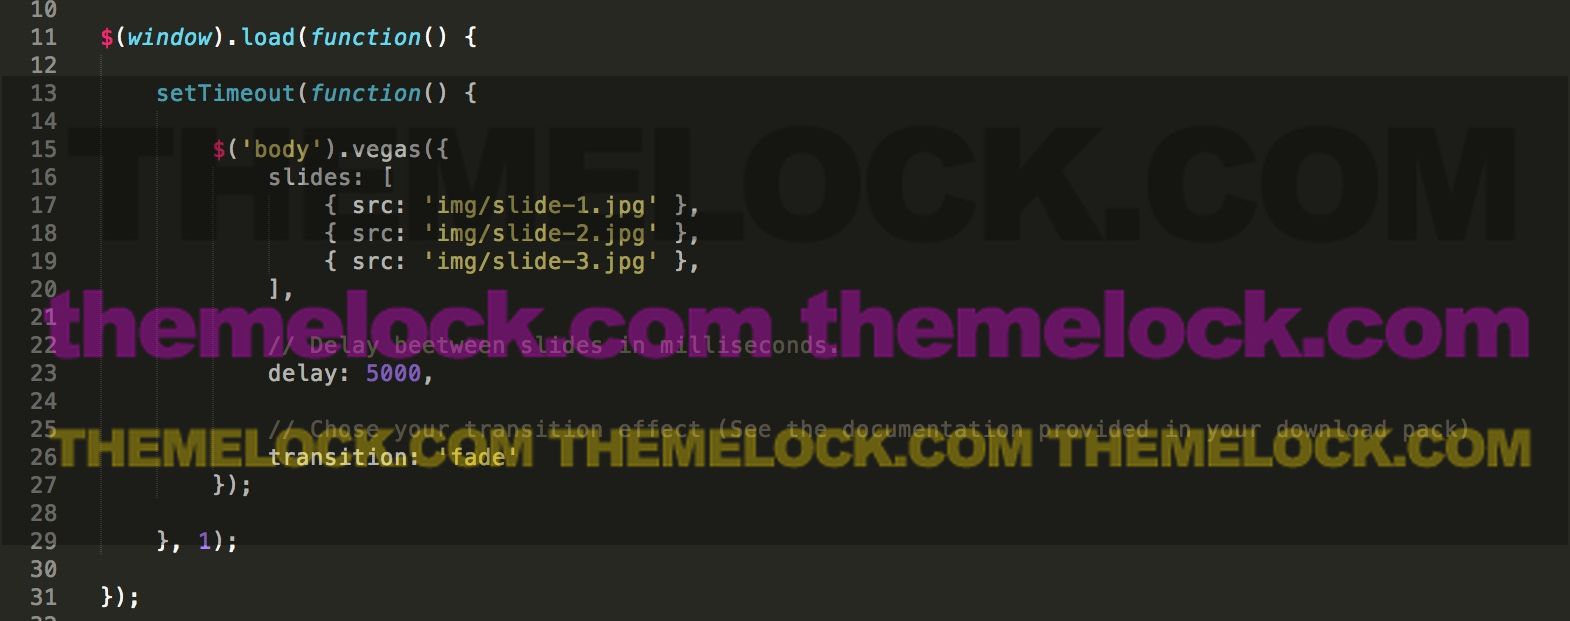 10
11 $(window).load(function() {
12
13 setTimeout(function() {
14
THEMELOCK.COM
15 $('body').vegas({
16 slides: [
17 { src: 'img/slide-1.jpg' },
18 { src: 'img/slide-2.jpg' },
19 { src: 'img/slide-3.jpg' },
20 ],
21
themelock.com themelock.com
22 // Delay beetween slides in milliseconds.
23 delay: 5000,
24
25 // Chose your transition effect (See the documentation provided in your download pack)
THEMELOCK.COM THEMELOCK.COM THEMELOCK.COM
26 transition: 'fade'
27 });
28
29 }, 1);
30
31 });